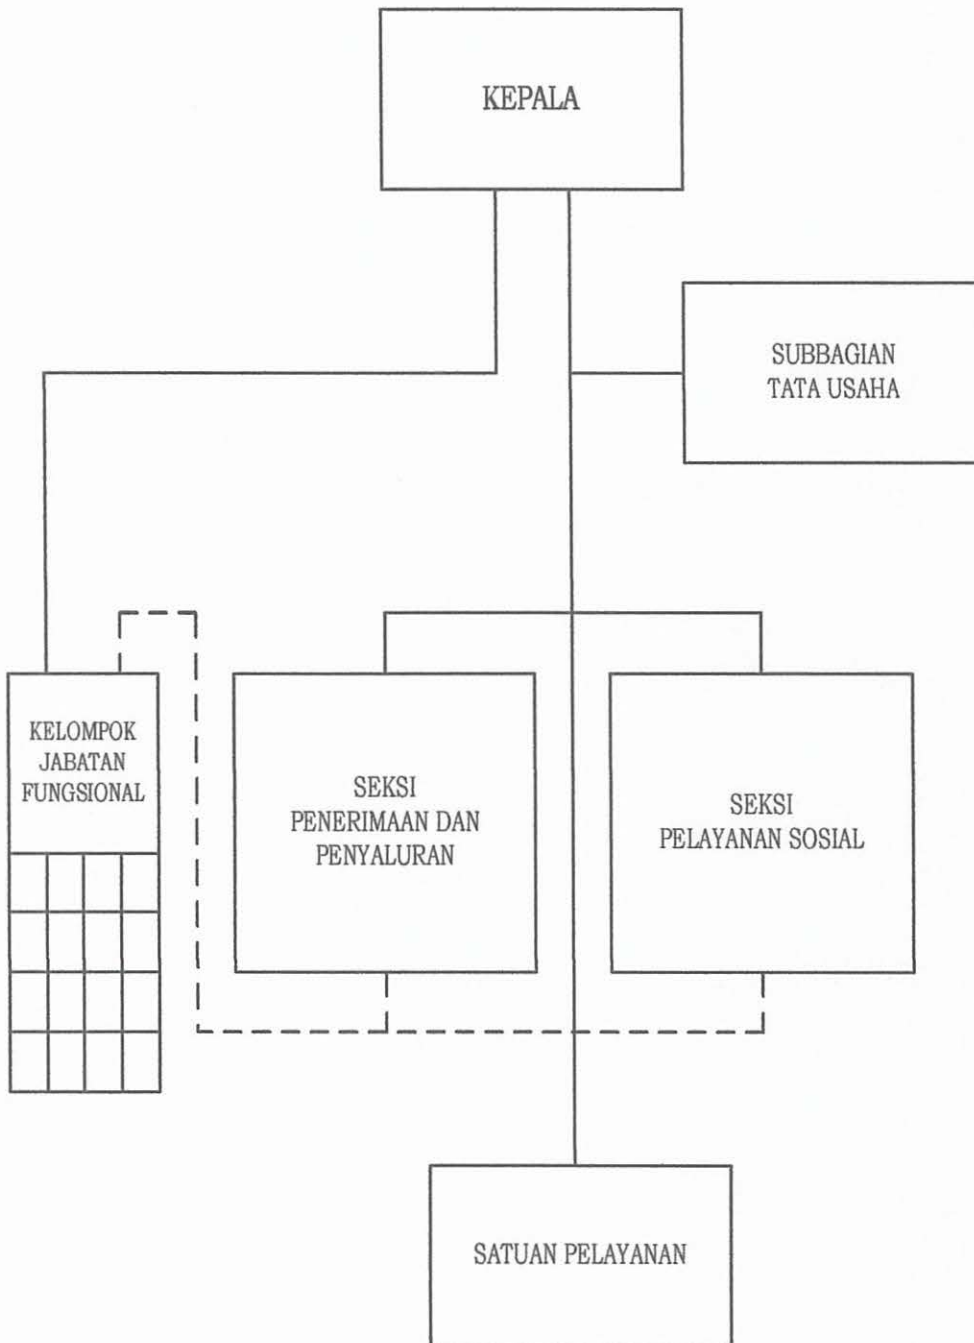 KEPALA
SUBBAGIAN
TATA USAHA
KELOMPOK
JABATAN
FUNGSIONAL
SEKSI
PENERIMAAN DAN
PENYALURAN
SEKSI
PELAYANAN SOSIAL
SATUAN PELAYANAN